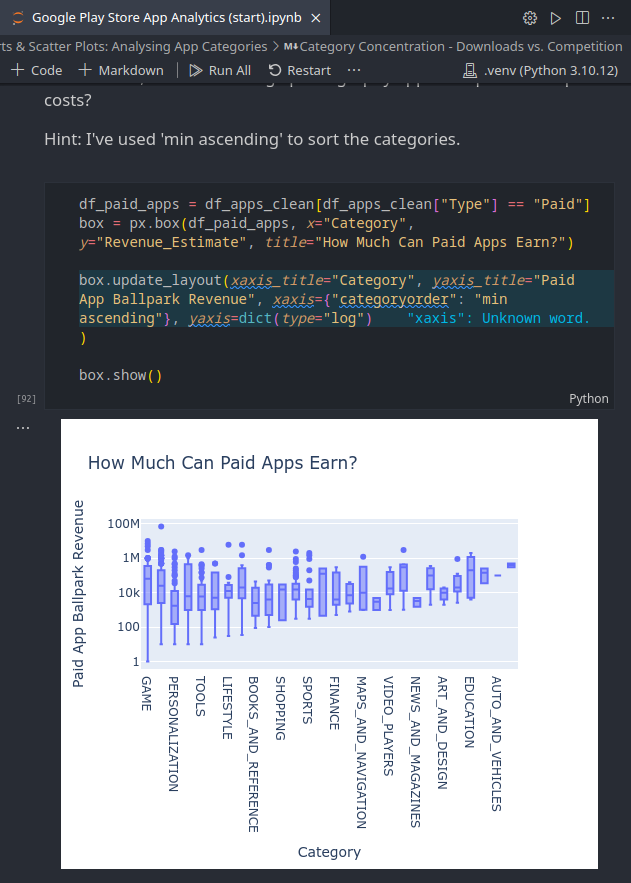 Google Play Store App Analytics (start).ipynb
rts & Scatter Plots: Analysing App Categories > M↓Category Concentration - Downloads vs. Competition
+ Code + Markdown | Run All Restart ... .venv (Python 3.10.12)
costs?
Hint: I've used 'min ascending' to sort the categories.
df_paid_apps = df_apps_clean[df_apps_clean["Type"] == "Paid"]
box = px.box(df_paid_apps, x="Category",
y="Revenue_Estimate", title="How Much Can Paid Apps Earn?")
box.update_layout(xaxis_title="Category", yaxis_title="Paid
App Ballpark Revenue", xaxis={"categoryorder": "min
ascending"}, yaxis=dict(type="log") "xaxis": Unknown word.
)
box.show()
[92]
Python
...
How Much Can Paid Apps Earn?
Paid App Ballpark Revenue
100M
1M
10k
100
1
GAME
PERSONALIZATION
TOOLS
LIFESTYLE
BOOKS_AND_REFERENCE
SHOPPING
SPORTS
FINANCE
MAPS_AND_NAVIGATION
VIDEO_PLAYERS
NEWS_AND_MAGAZINES
ART_AND_DESIGN
EDUCATION
AUTO_AND_VEHICLES
Category